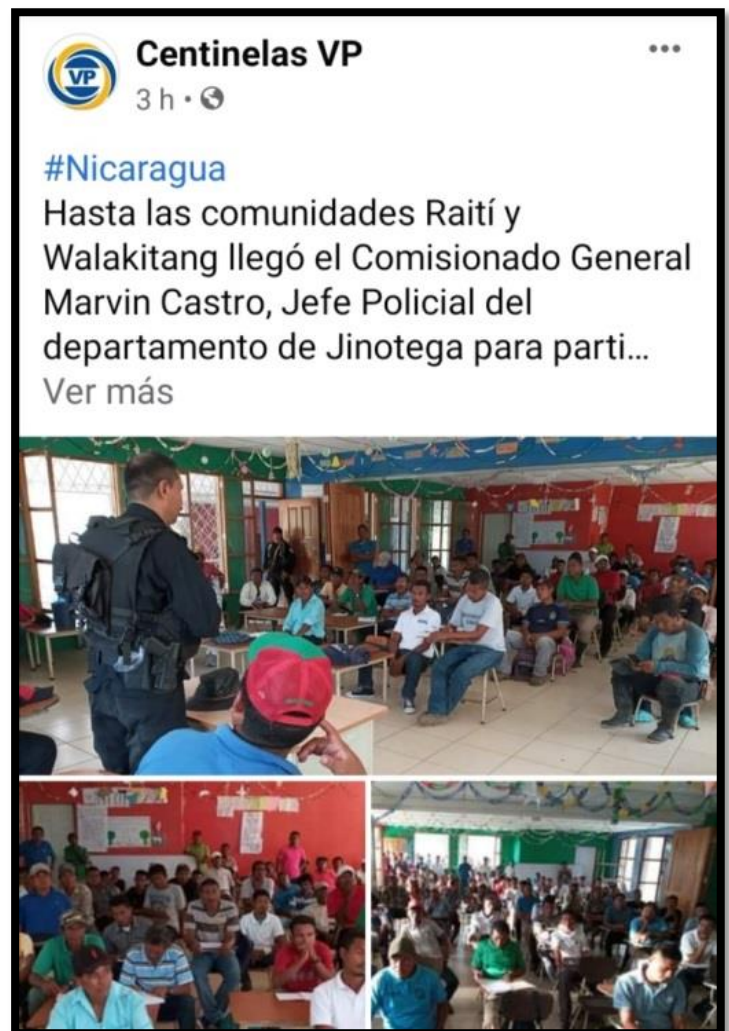 Centinelas VP
3 h
VP
#Nicaragua
Hasta las comunidades Raití y
Walakitang llegó el Comisionado General
Marvin Castro, Jefe Policial del
departamento de Jinotega para parti...
Ver más